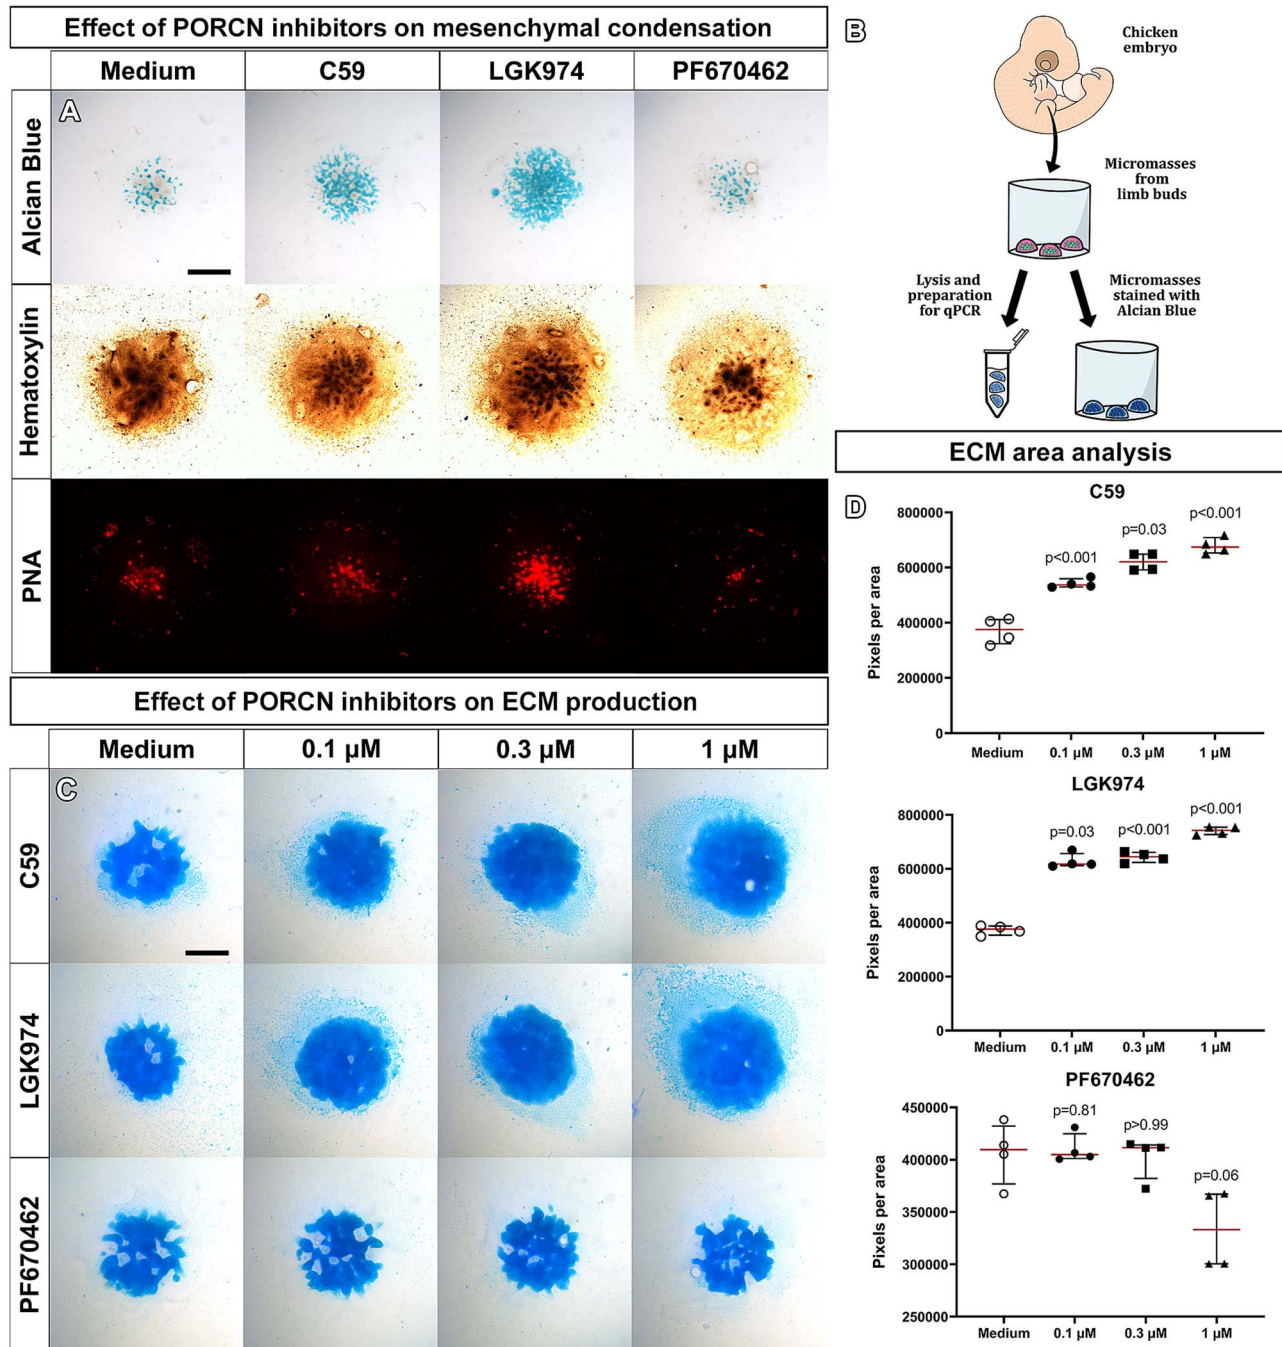 Effect of PORCN inhibitors on mesenchymal condensation
Medium C59 LGK974 PF670462
A
Alcian Blue
Hematoxylin
PNA
Effect of PORCN inhibitors on ECM production
Medium 0.1 µM 0.3 µM 1 µM
C
C59
LGK974
PF670462
B
Chicken
embryo
Micromasses
from
limb buds
Lysis and
preparation
for qPCR
Micromasses
stained with
Alcian Blue
ECM area analysis
D
C59
Pixels per area
800000
600000
400000
200000
0
p<0.001
p=0.03
p<0.001
Medium 0.1 µM 0.3 µM 1 µM
LGK974
Pixels per area
800000
600000
400000
200000
0
p=0.03
p<0.001
p<0.001
Medium 0.1 µM 0.3 µM 1 µM
PF670462
Pixels per area
450000
400000
350000
300000
250000
p=0.81
p>0.99
p=0.06
Medium 0.1 µM 0.3 µM 1 µM